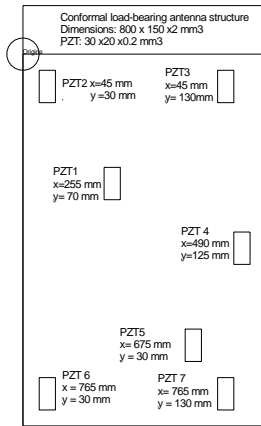 Conformal load-bearing antenna structure
Dimensions: 800 x 150 x2 mm3
PZT: 30 x20 x0.2 mm3
Origine
PZT2 x=45 mm
y =30 mm
PZT3
x=45 mm
y= 130mm
PZT1
x=255 mm
y= 70 mm
PZT 4
x=490 mm
y=125 mm
PZT5
x= 675 mm
y = 30 mm
PZT 6
x = 765 mm
y = 30 mm
PZT 7
x= 765 mm
y = 130 mm